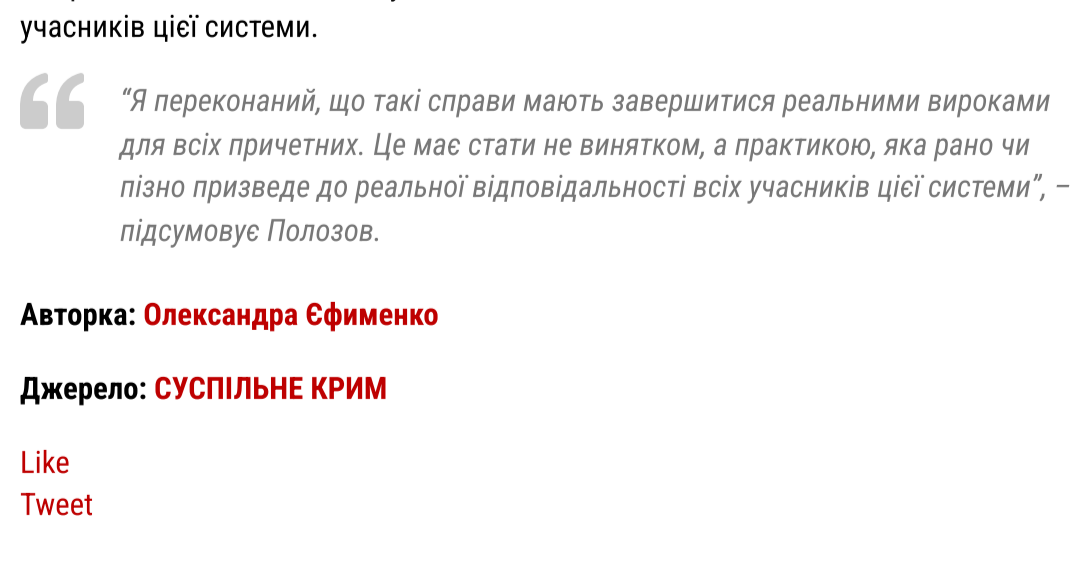 учасників цієї системи.
“Я переконаний, що такі справи мають завершитися реальними вироками
для всіх причетних. Це має стати не винятком, а практикою, яка рано чи
пізно призведе до реальної відповідальності всіх учасників цієї системи”, –
підсумовує Полозов.
Авторка: Олександра Єфименко
Джерело: СУСПІЛЬНЕ КРИМ
Like
Tweet